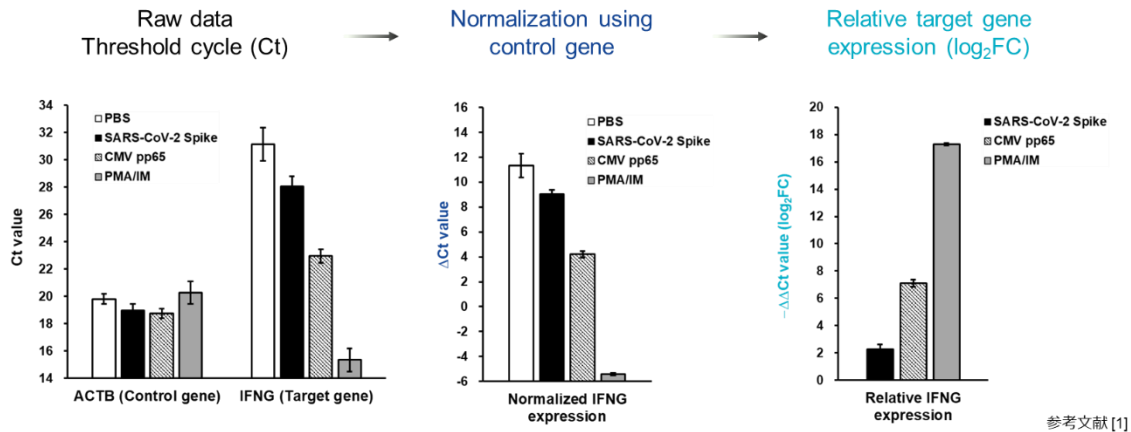 Raw data
Threshold cycle (Ct)
Normalization using
control gene
Relative target gene
expression (log₂FC)
Ct value
34
32
30
28
26
24
22
20
18
16
14
PBS
SARS-CoV-2 Spike
CMV pp65
PMA/IM
ACTB (Control gene)
IFNG (Target gene)
ΔCt value
16
14
12
10
8
6
4
2
0
-2
-4
-6
PBS
SARS-CoV-2 Spike
CMV pp65
PMA/IM
Normalized IFNG
expression
−ΔΔCt value (log₂FC)
20
18
16
14
12
10
8
6
4
2
0
SARS-CoV-2 Spike
CMV pp65
PMA/IM
Relative IFNG
expression
参考文献 [1]